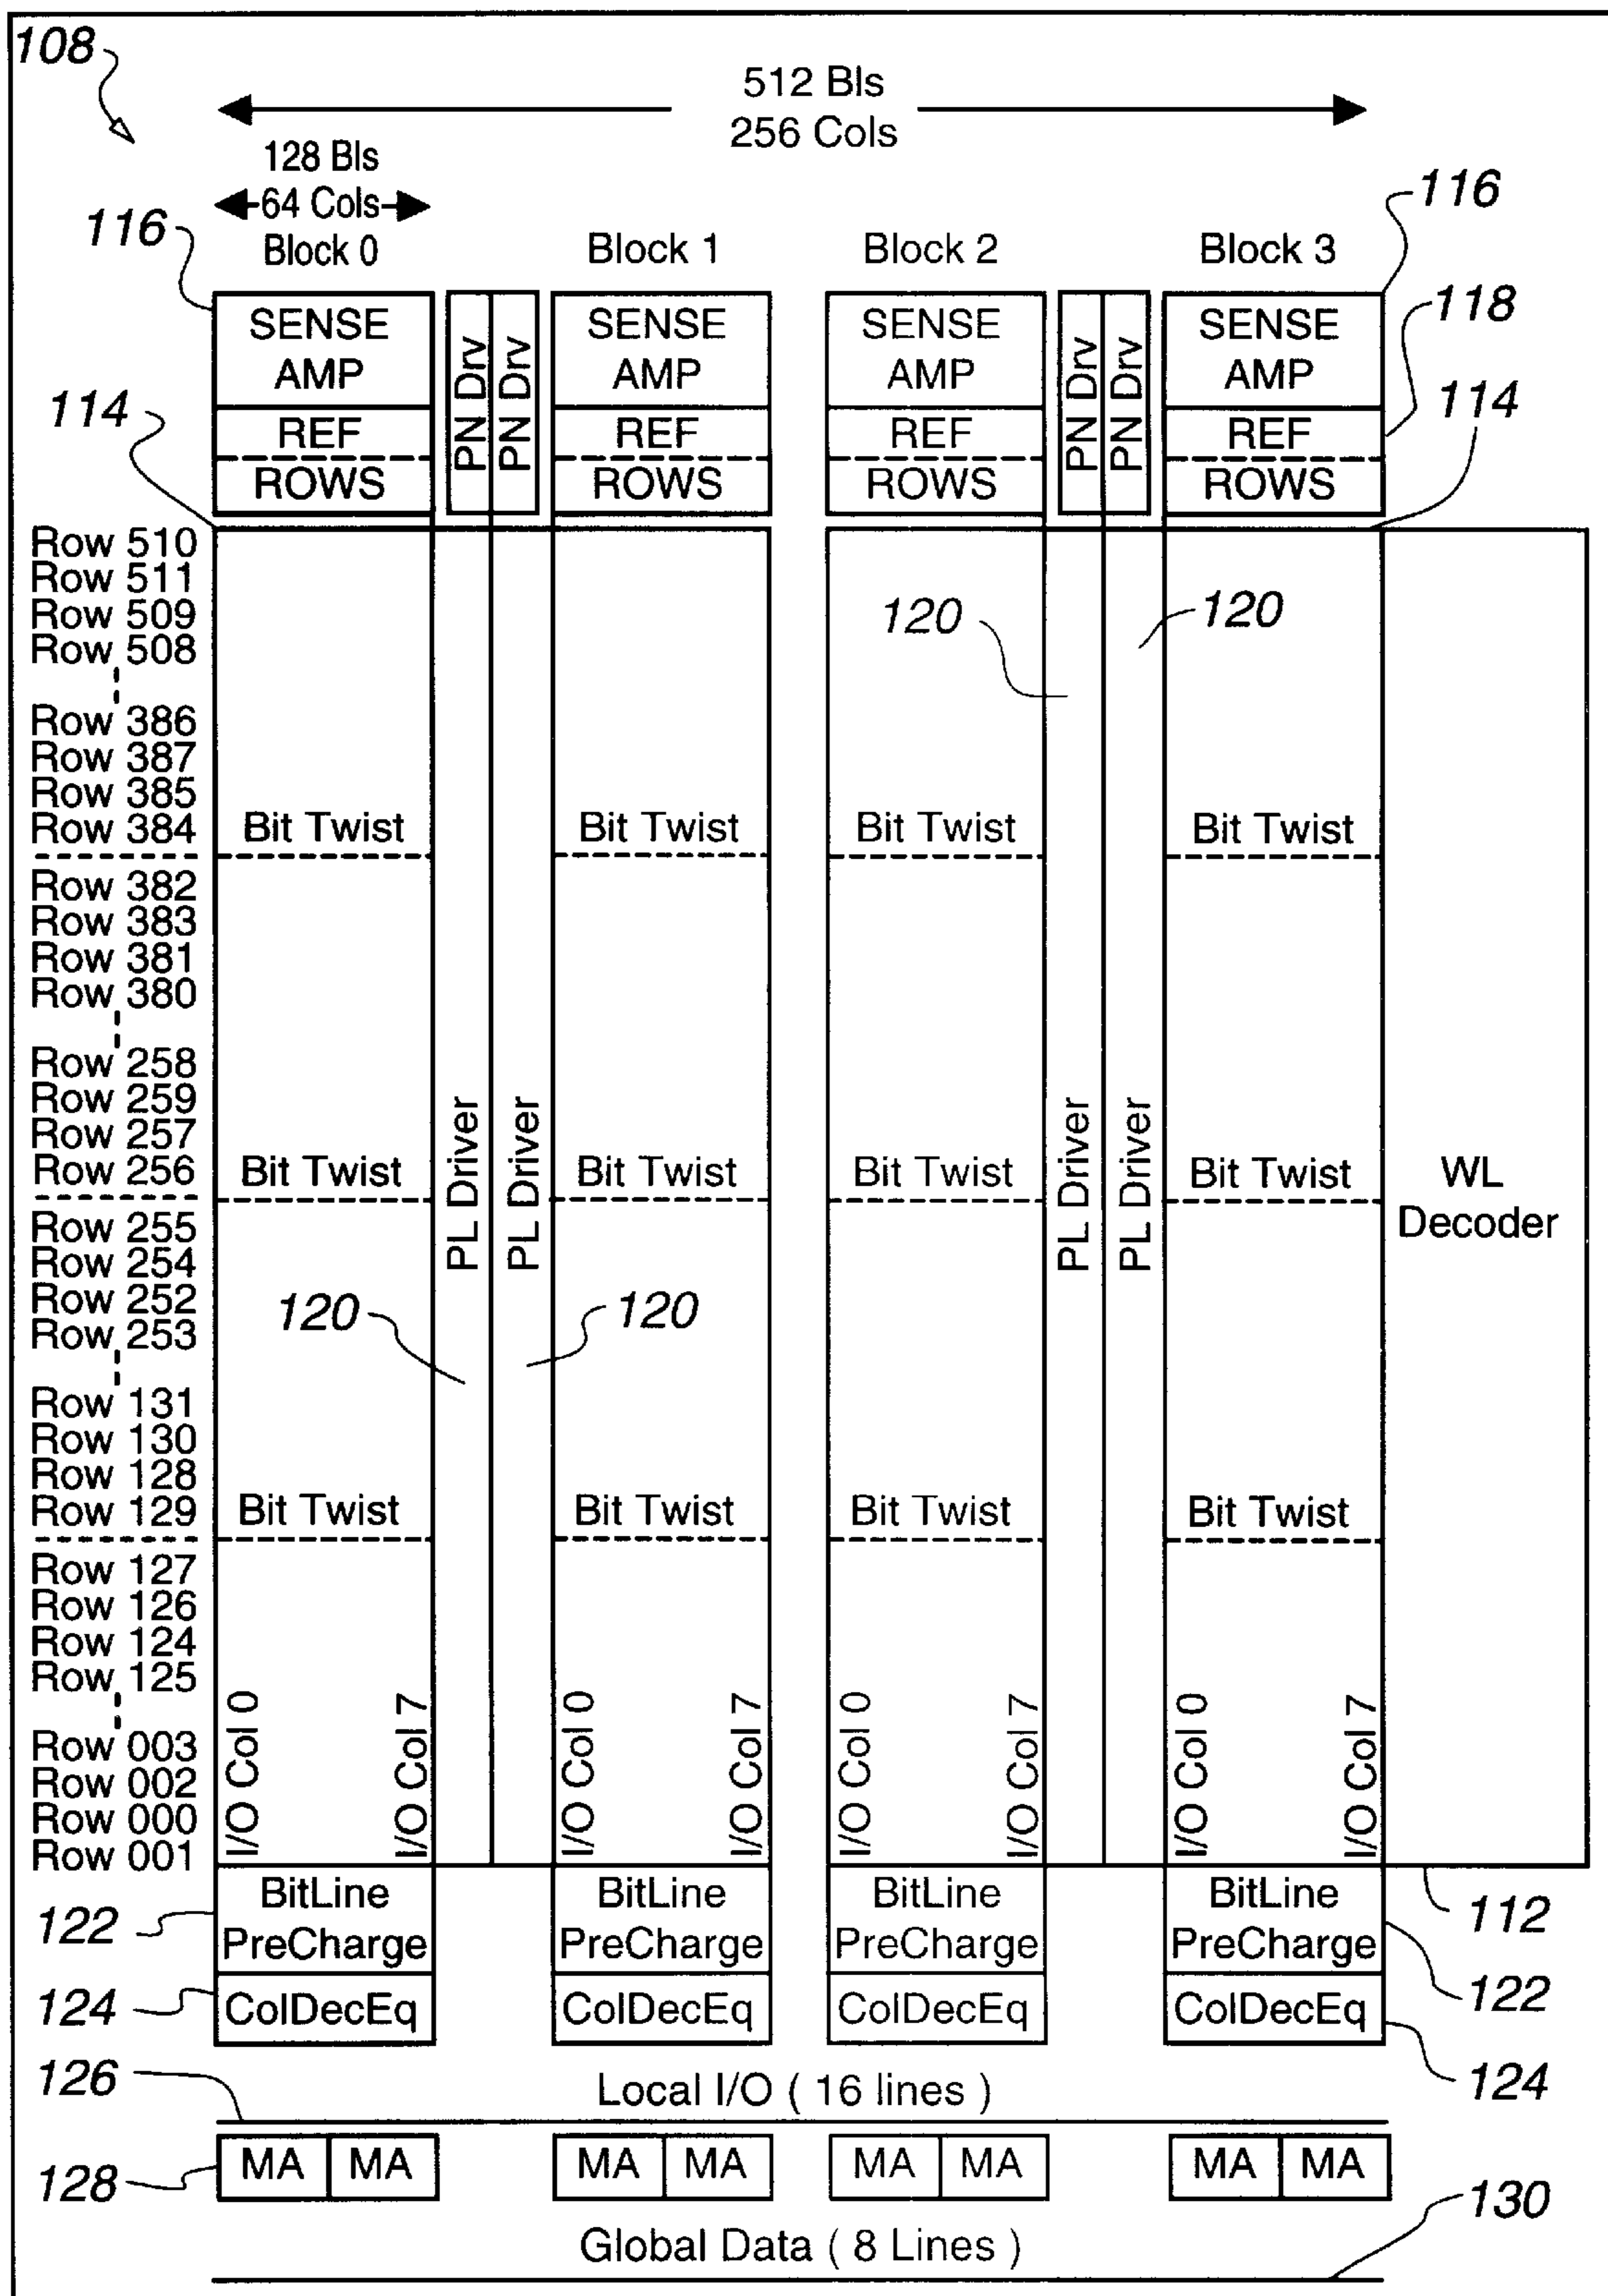 108
512 Bls
256 Cols
128 Bls
64 Cols
116
116
Block 0
Block 1
Block 2
Block 3
SENSE AMP
PN Drv
PN Drv
SENSE AMP
SENSE AMP
PN Drv
PN Drv
SENSE AMP
118
114
114
REF
REF
REF
REF
ROWS
ROWS
ROWS
ROWS
Row 510
Row 511
Row 509
Row 508
120
120
Row 386
Row 387
Row 385
Row 384
Bit Twist
Bit Twist
Bit Twist
Bit Twist
Row 382
Row 383
Row 381
Row 380
Row 258
Row 259
Row 257
Row 256
Bit Twist
Bit Twist
Bit Twist
Bit Twist
PL Driver
PL Driver
PL Driver
PL Driver
WL
Decoder
Row 255
Row 254
Row 252
Row 253
120
120
Row 131
Row 130
Row 128
Row 129
Bit Twist
Bit Twist
Bit Twist
Bit Twist
Row 127
Row 126
Row 124
Row 125
Row 003
Row 002
Row 000
Row 001
I/O Col 0
I/O Col 7
I/O Col 0
I/O Col 7
I/O Col 0
I/O Col 7
I/O Col 0
I/O Col 7
122
BitLine
PreCharge
BitLine
PreCharge
BitLine
PreCharge
BitLine
PreCharge
112
122
124
ColDecEq
ColDecEq
ColDecEq
ColDecEq
124
126
Local I/O ( 16 lines )
128
MA
MA
MA
MA
MA
MA
MA
MA
130
Global Data ( 8 Lines )